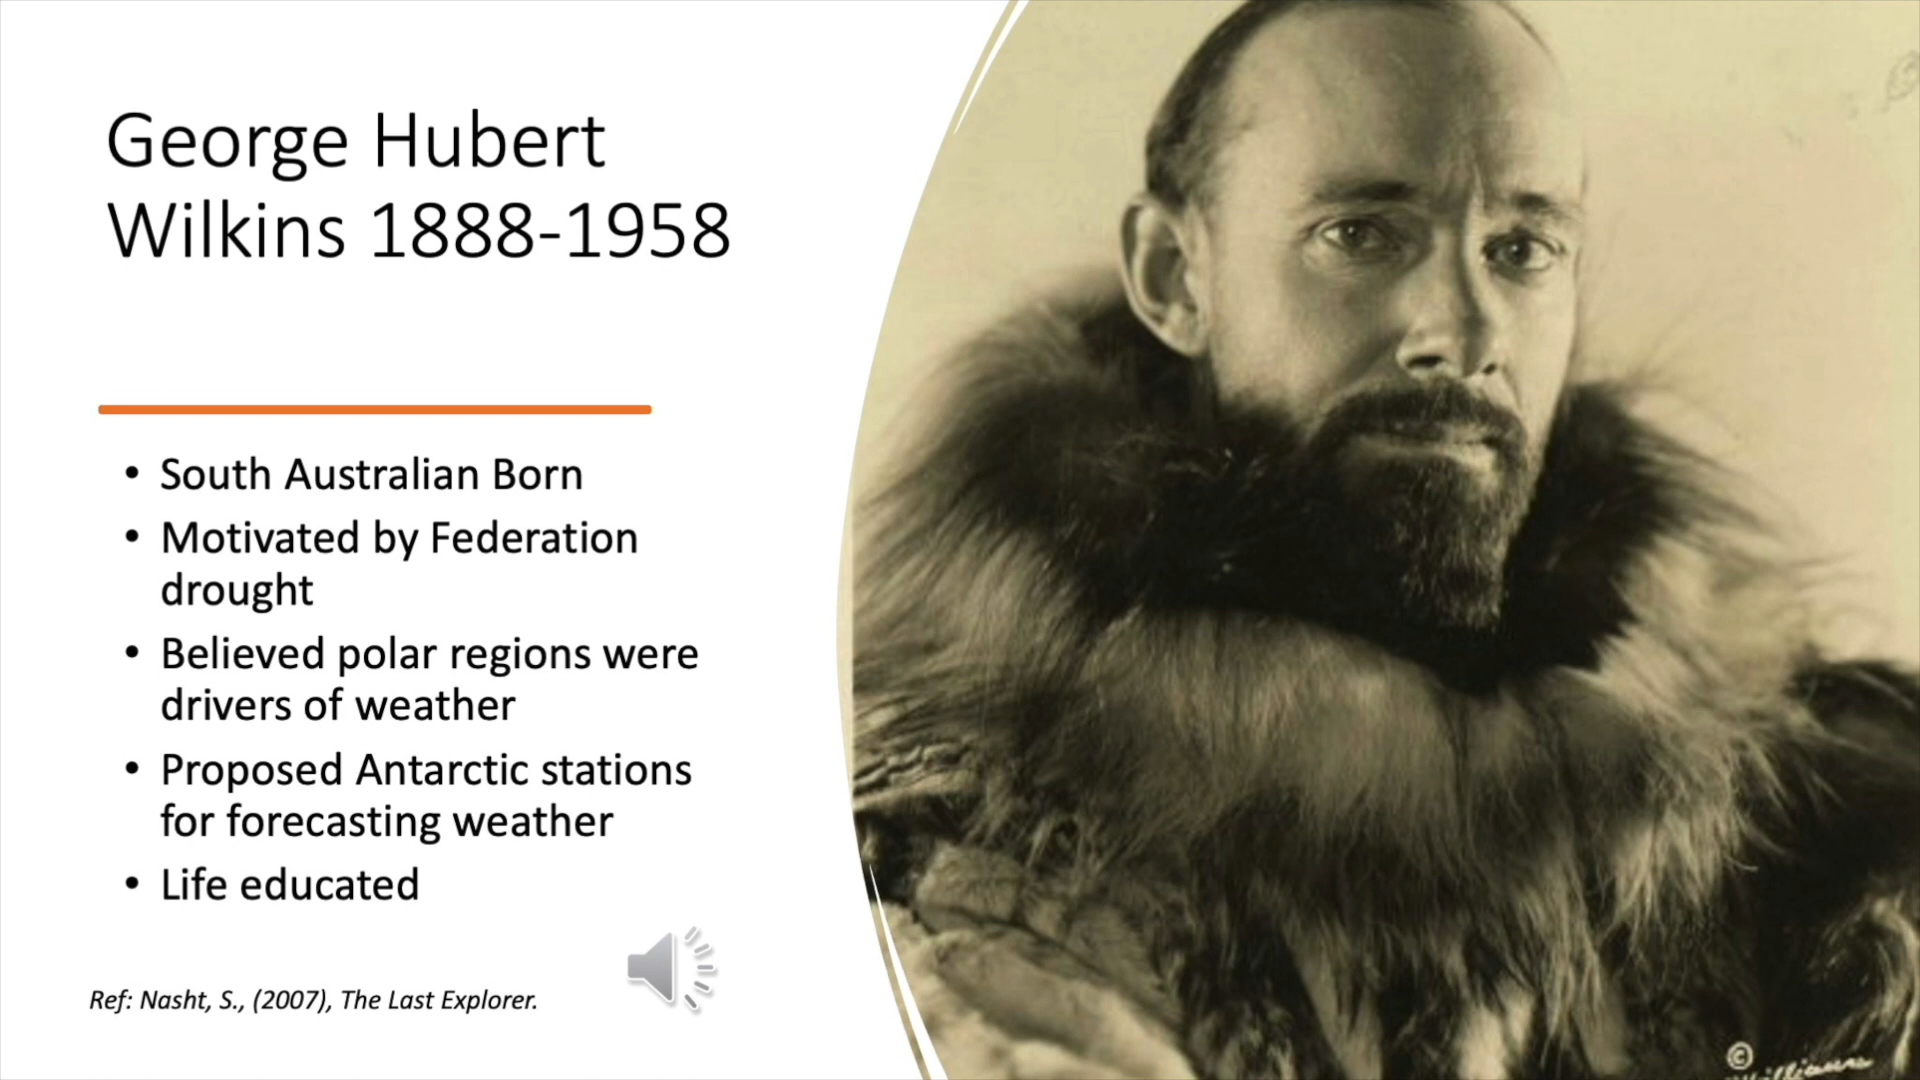 George Hubert
Wilkins 1888-1958
• South Australian Born
• Motivated by Federation
drought
• Believed polar regions were
drivers of weather
• Proposed Antarctic stations
for forecasting weather
• Life educated
Ref: Nasht, S., (2007), The Last Explorer.
©